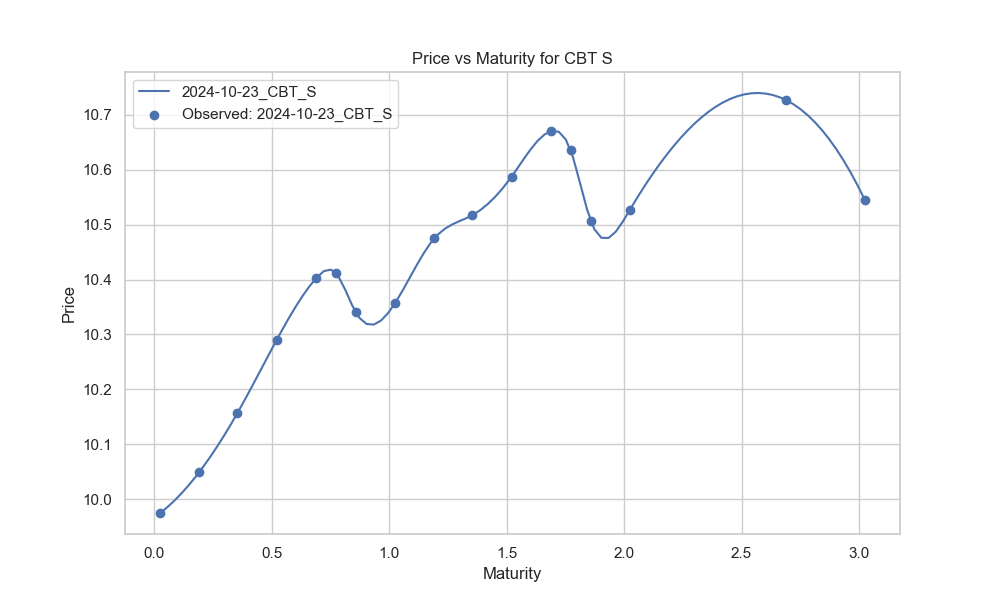 Price vs Maturity for CBT S
2024-10-23_CBT_S
Observed: 2024-10-23_CBT_S
Price
10.7
10.6
10.5
10.4
10.3
10.2
10.1
10.0
0.0 0.5 1.0 1.5 2.0 2.5 3.0
Maturity